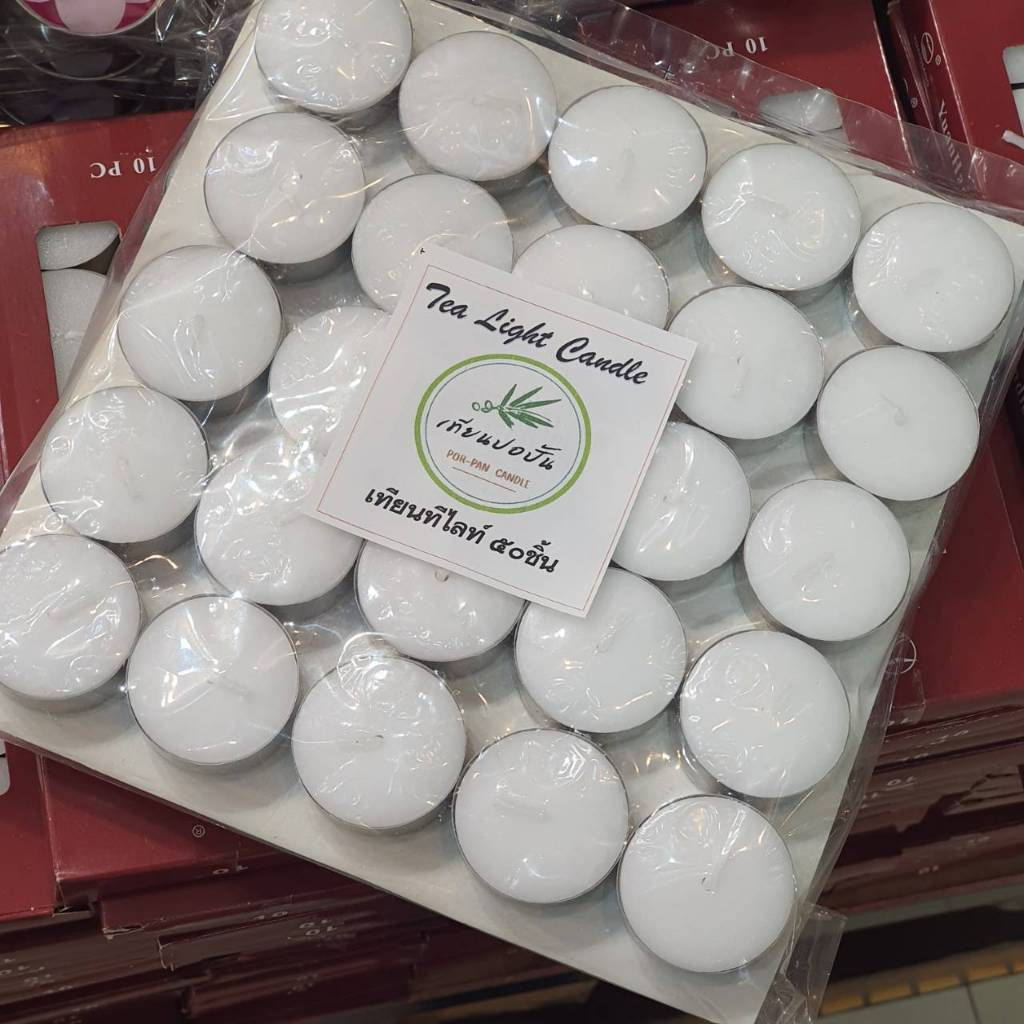 Tea Light Candle
เทียนปอปั้น
POR-PAN CANDLE
เทียนทีไลท์ ๕๐ชิ้น
10 PC
10 PC